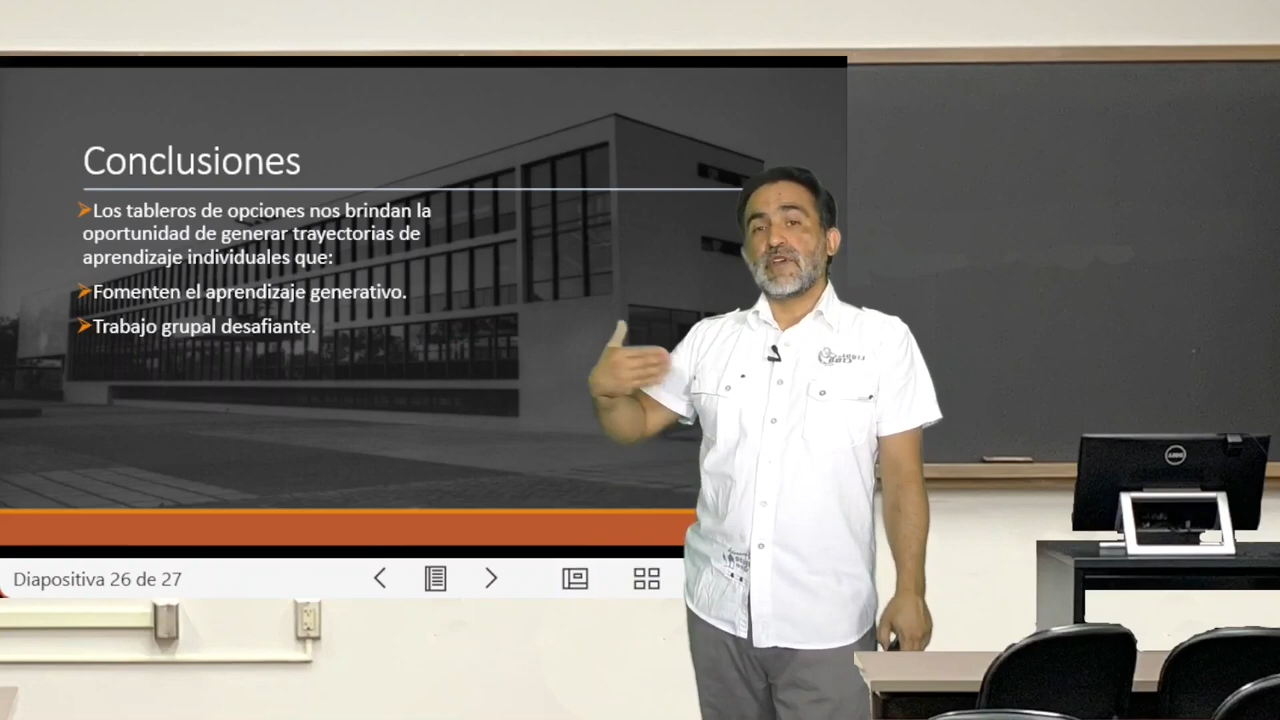 Conclusiones
➤Los tableros de opciones nos brindan la
oportunidad de generar trayectorias de
aprendizaje individuales que:
➤Fomenten el aprendizaje generativo.
➤Trabajo grupal desafiante.
DELL
Diapositiva 26 de 27